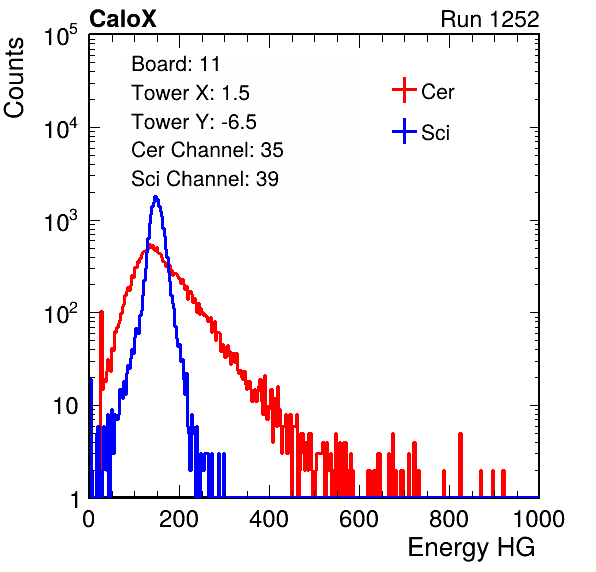 CaloX Run 1252
Counts
10^5
10^4
10^3
10^2
10
1
Board: 11
Tower X: 1.5
Tower Y: -6.5
Cer Channel: 35
Sci Channel: 39
Cer
Sci
0 200 400 600 800 1000
Energy HG